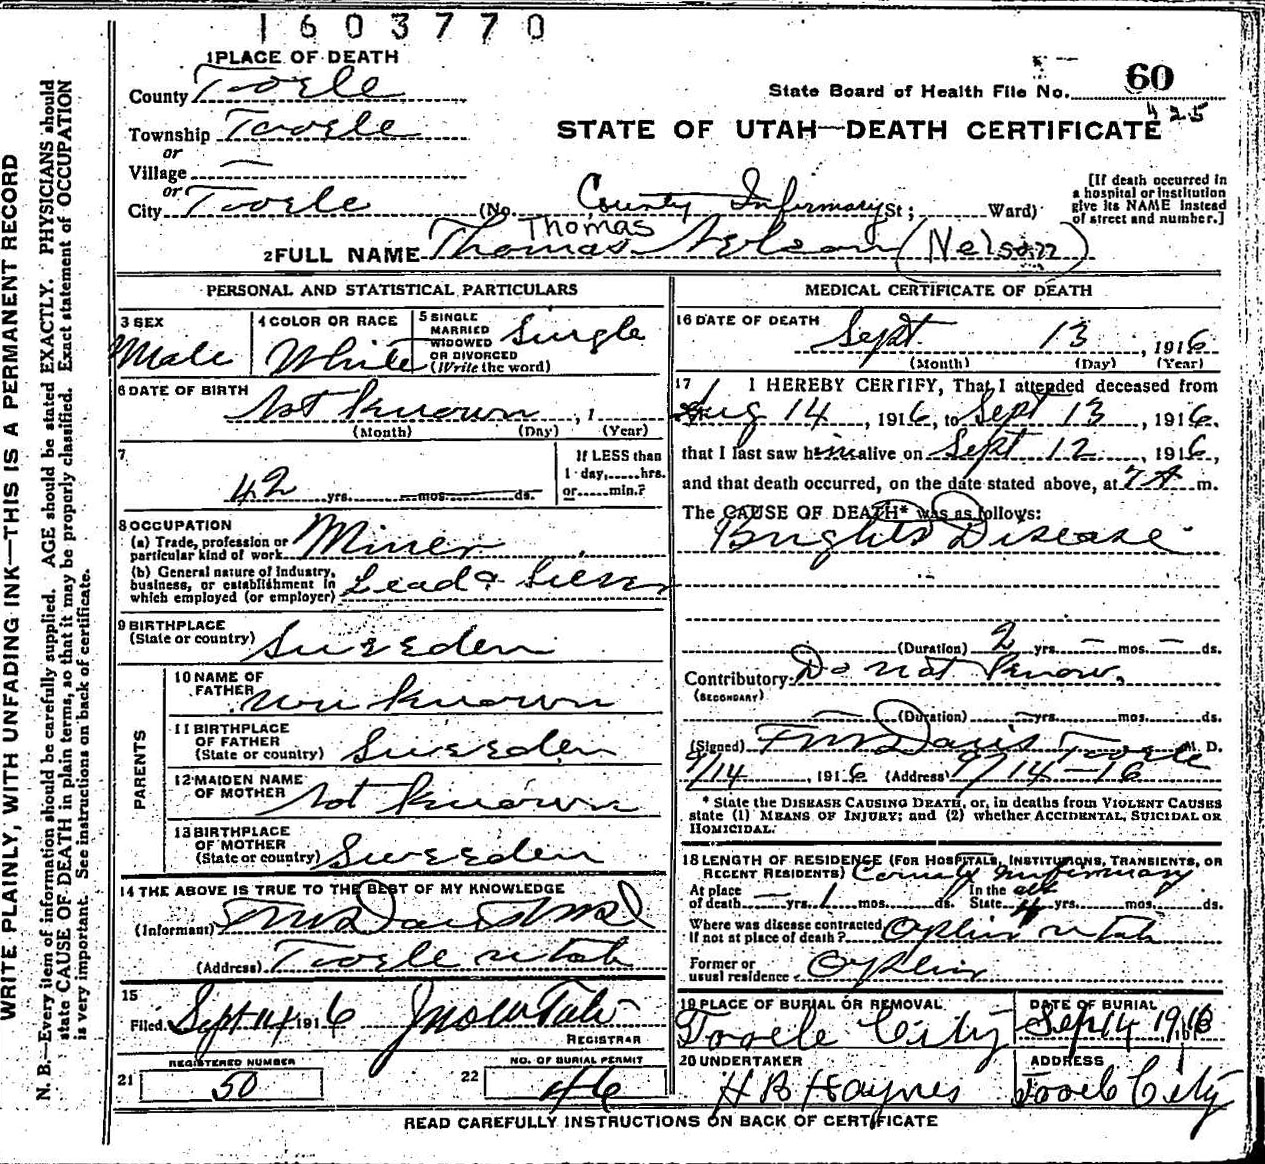 1603770
1 PLACE OF DEATH
County Tooele
State Board of Health File No. 60
425
Township Tooele
STATE OF UTAH—DEATH CERTIFICATE
or
Village —
or
City Tooele (No. County Infirmary St; Ward)
[If death occurred in a hospital or institution give its NAME instead of street and number.]
Thomas
2 FULL NAME Thomas Nelson (Nelson)
PERSONAL AND STATISTICAL PARTICULARS
3 SEX
Male
4 COLOR OR RACE
White
5 SINGLE MARRIED WIDOWED OR DIVORCED (Write the word)
Single
6 DATE OF BIRTH
Not Known, 1
(Month) (Day) (Year)
7
42 yrs. — mos. — ds.
If LESS than 1 day, hrs. or min.?
8 OCCUPATION
(a) Trade, profession or particular kind of work Miner
(b) General nature of Industry, business, or establishment in which employed (or employer) Lead & Silver
9 BIRTHPLACE
(State or country) Sweeden
PARENTS
10 NAME OF FATHER unknown
11 BIRTHPLACE OF FATHER (State or country) Sweeden
12 MAIDEN NAME OF MOTHER Not Known
13 BIRTHPLACE OF MOTHER (State or country) Sweeden
14 THE ABOVE IS TRUE TO THE BEST OF MY KNOWLEDGE
(Informant) F M Davis M D
(Address) Tooele Utah
15
Filed Sept 14 1916
REGISTRAR
REGISTERED NUMBER
21 50
NO. OF BURIAL PERMIT
22 46
MEDICAL CERTIFICATE OF DEATH
16 DATE OF DEATH
Sept. 13, 1916
(Month) (Day) (Year)
17 I HEREBY CERTIFY, That I attended deceased from
Aug 14, 1916, to Sept 13, 1916.
that I last saw him alive on Sept 12, 1916,
and that death occurred, on the date stated above, at 7 A m.
The CAUSE OF DEATH* was as follows:
Brights Disease
(Duration) 2 yrs. — mos. — ds.
Contributory Do not know.
(SECONDARY)
(Duration) — yrs. mos. ds.
(Signed) F M Davis Tooele M. D.
9/14, 1916 (Address) 9/14-16
* State the DISEASE CAUSING DEATH, or, in deaths from VIOLENT CAUSES
state (1) MEANS OF INJURY; and (2) whether ACCIDENTAL, SUICIDAL OR
HOMICIDAL.
18 LENGTH OF RESIDENCE (FOR HOSPITALS, INSTITUTIONS, TRANSIENTS, OR
RECENT RESIDENTS) County Infirmary
At place of death — yrs. 1 mos. ds. In the State yrs. mos. ds.
Where was disease contracted If not at place of death? Ophir Utah
Former or usual residence Ophir
19 PLACE OF BURIAL OR REMOVAL
Tooele City
DATE OF BURIAL
Sep 14 1916
20 UNDERTAKER
H B Haynes
ADDRESS
Tooele City
READ CAREFULLY INSTRUCTIONS ON BACK OF CERTIFICATE
WRITE PLAINLY, WITH UNFADING INK—THIS IS A PERMANENT RECORD
N. B.—Every item of information should be carefully supplied. AGE should be stated EXACTLY. PHYSICIANS should
state CAUSE OF DEATH in plain terms, so that it may be properly classified. Exact statement of OCCUPATION
is very important. See instructions on back of certificate.